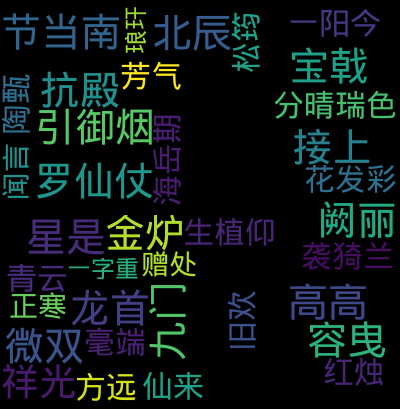 节当南
琅玕
北辰
松筠
一阳今
宝戟
芳气
抗殿
陶甄
分晴瑞色
引御烟
海岳期
接上
闻言
罗仙仗
花发彩
阙丽
星是
金炉
生植仰
袭猗兰
青云
一字重
赠处
正寒
龙首
九门
旧欢
高高
微双
毫端
容曳
祥光
方远
仙来
红烛